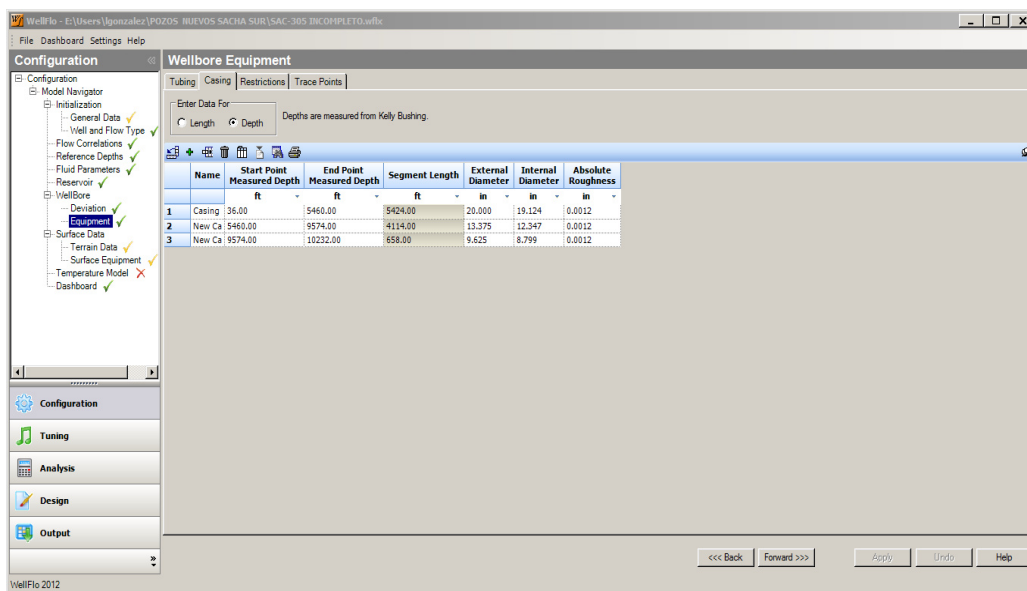 WellFlo - E:\Users\lgonzalez\POZOS NUEVOS SACHA SUR\SAC-305 INCOMPLETO.wflx
File Dashboard Settings Help
Configuration
Wellbore Equipment
Configuration
Model Navigator
Initialization
General Data
Well and Flow Type
Flow Correlations
Reference Depths
Fluid Parameters
Reservoir
WellBore
Deviation
Equipment
Surface Data
Terrain Data
Surface Equipment
Temperature Model
Dashboard
Tubing Casing Restrictions Trace Points
Enter Data For
Length Depth
Depths are measured from Kelly Bushing.
Name Start Point Measured Depth End Point Measured Depth Segment Length External Diameter Internal Diameter Absolute Roughness
ft ft ft in in in
1 Casing 36.00 5460.00 5424.00 20.000 19.124 0.0012
2 New Ca 5460.00 9574.00 4114.00 13.375 12.347 0.0012
3 New Ca 9574.00 10232.00 658.00 9.625 8.799 0.0012
Configuration
Tuning
Analysis
Design
Output
<<< Back Forward >>> Apply Undo Help
WellFlo 2012